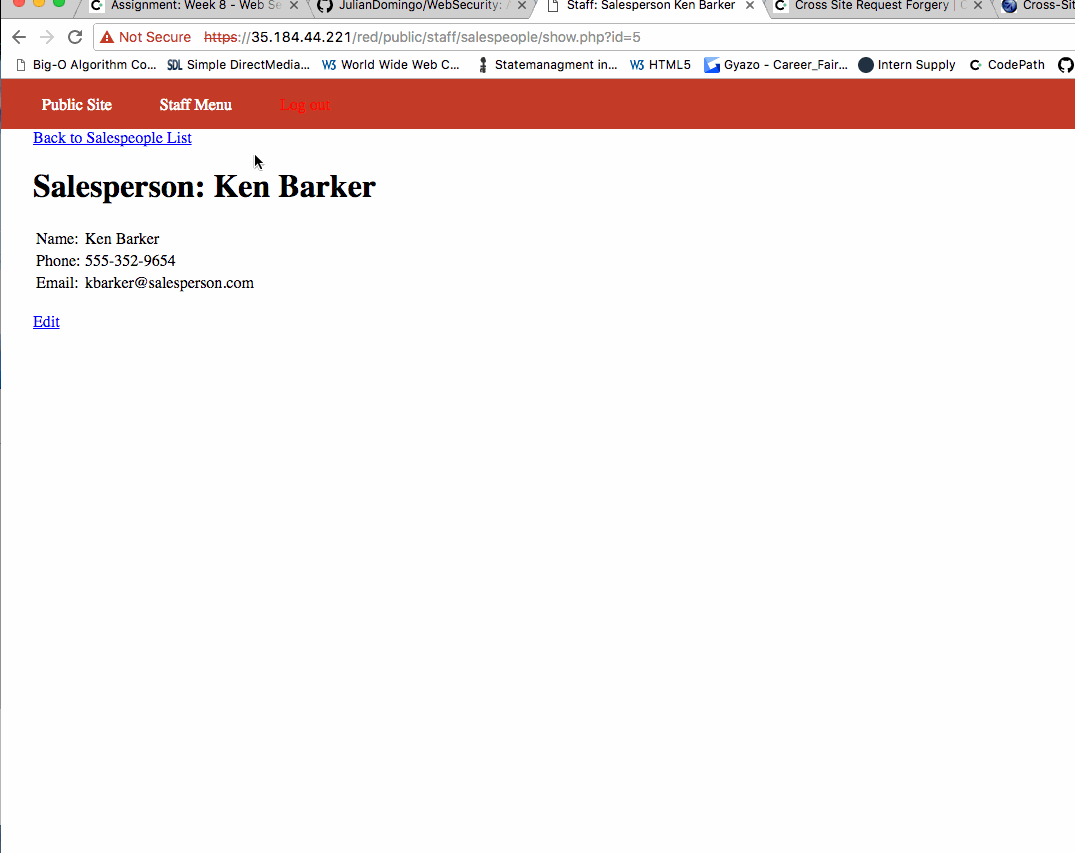 Assignment: Week 8 - Web Se JulianDomingo/WebSecurity: A Staff: Salesperson Ken Barker Cross Site Request Forgery | C Cross-Sit
Not Secure https://35.184.44.221/red/public/staff/salespeople/show.php?id=5
Big-O Algorithm Co... SDL Simple DirectMedia... W3 World Wide Web C... Statemanagment in... W3 HTML5 Gyazo - Career_Fair... Intern Supply CodePath
Public Site Staff Menu Log out
Back to Salespeople List
Salesperson: Ken Barker
Name: Ken Barker
Phone: 555-352-9654
Email: kbarker@salesperson.com
Edit